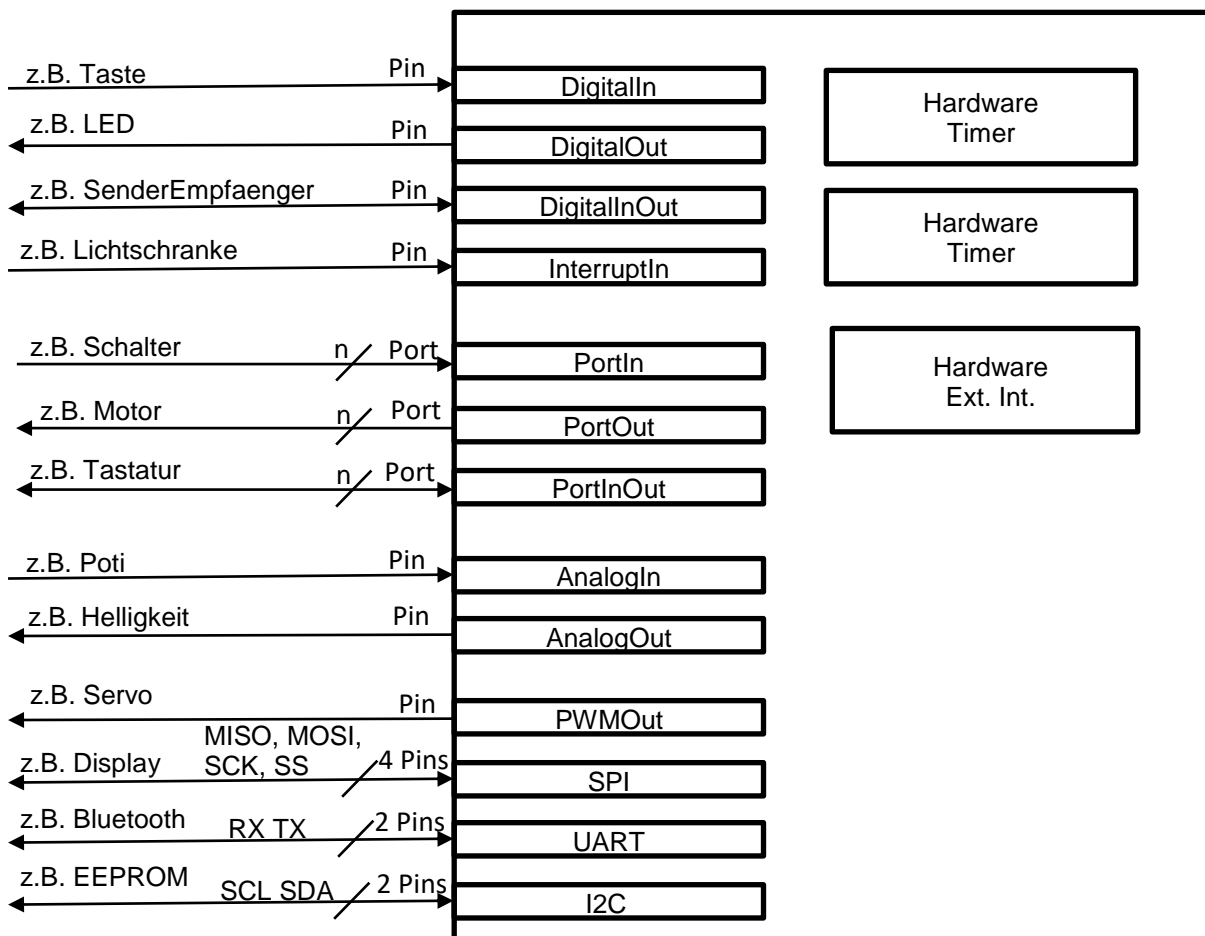 z.B. Taste Pin DigitalIn
z.B. LED Pin DigitalOut
z.B. SenderEmpfaenger Pin DigitalInOut
z.B. Lichtschranke Pin InterruptIn
z.B. Schalter n Port PortIn
z.B. Motor n Port PortOut
z.B. Tastatur n Port PortInOut
z.B. Poti Pin AnalogIn
z.B. Helligkeit Pin AnalogOut
z.B. Servo Pin PWMOut
MISO, MOSI,
z.B. Display SCK, SS 4 Pins SPI
z.B. Bluetooth RX TX 2 Pins UART
z.B. EEPROM SCL SDA 2 Pins I2C
Hardware
Timer
Hardware
Timer
Hardware
Ext. Int.